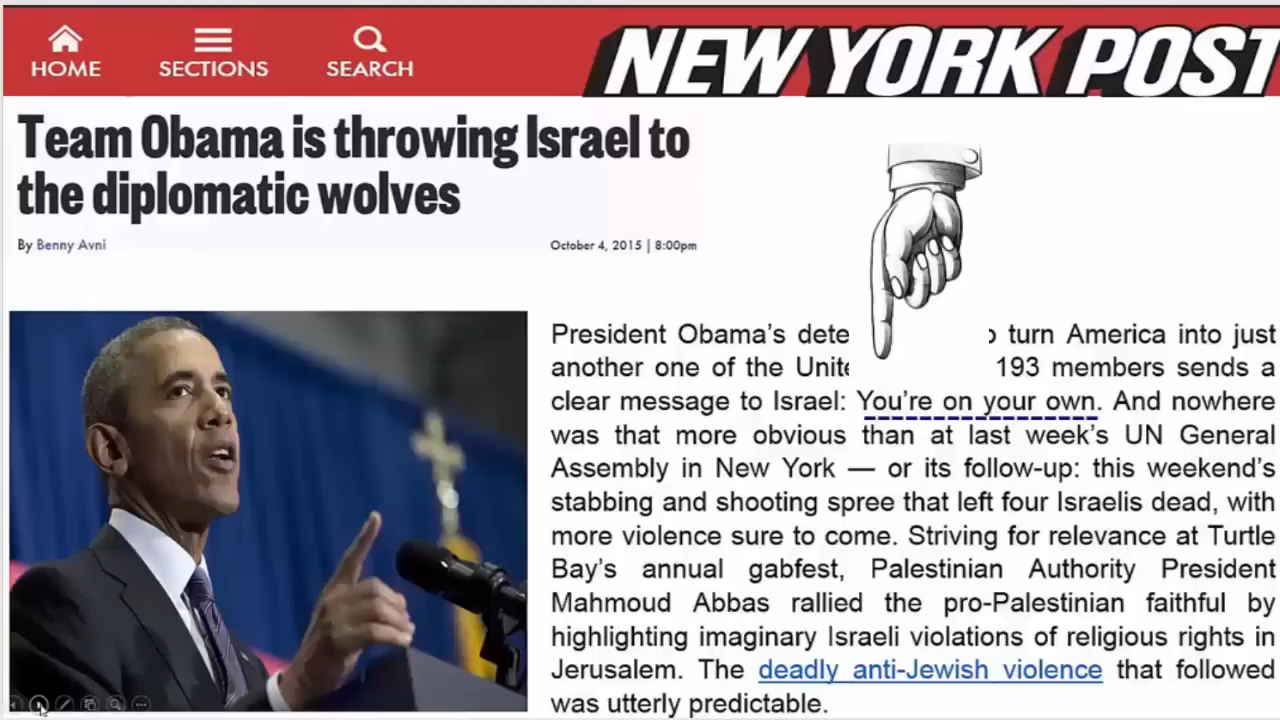 HOME
SECTIONS
SEARCH
NEW YORK POST
Team Obama is throwing Israel to
the diplomatic wolves
By Benny Avni
October 4, 2015 | 8:00pm
President Obama’s dete turn America into just
another one of the 193 members sends a
clear message to Israel: You’re on your own. And nowhere
was that more obvious than at last week’s UN General
Assembly in New York — or its follow-up: this weekend’s
stabbing and shooting spree that left four Israelis dead, with
more violence sure to come. Striving for relevance at Turtle
Bay’s annual gabfest, Palestinian Authority President
Mahmoud Abbas rallied the pro-Palestinian faithful by
highlighting imaginary Israeli violations of religious rights in
Jerusalem. The deadly anti-Jewish violence that followed
was utterly predictable.